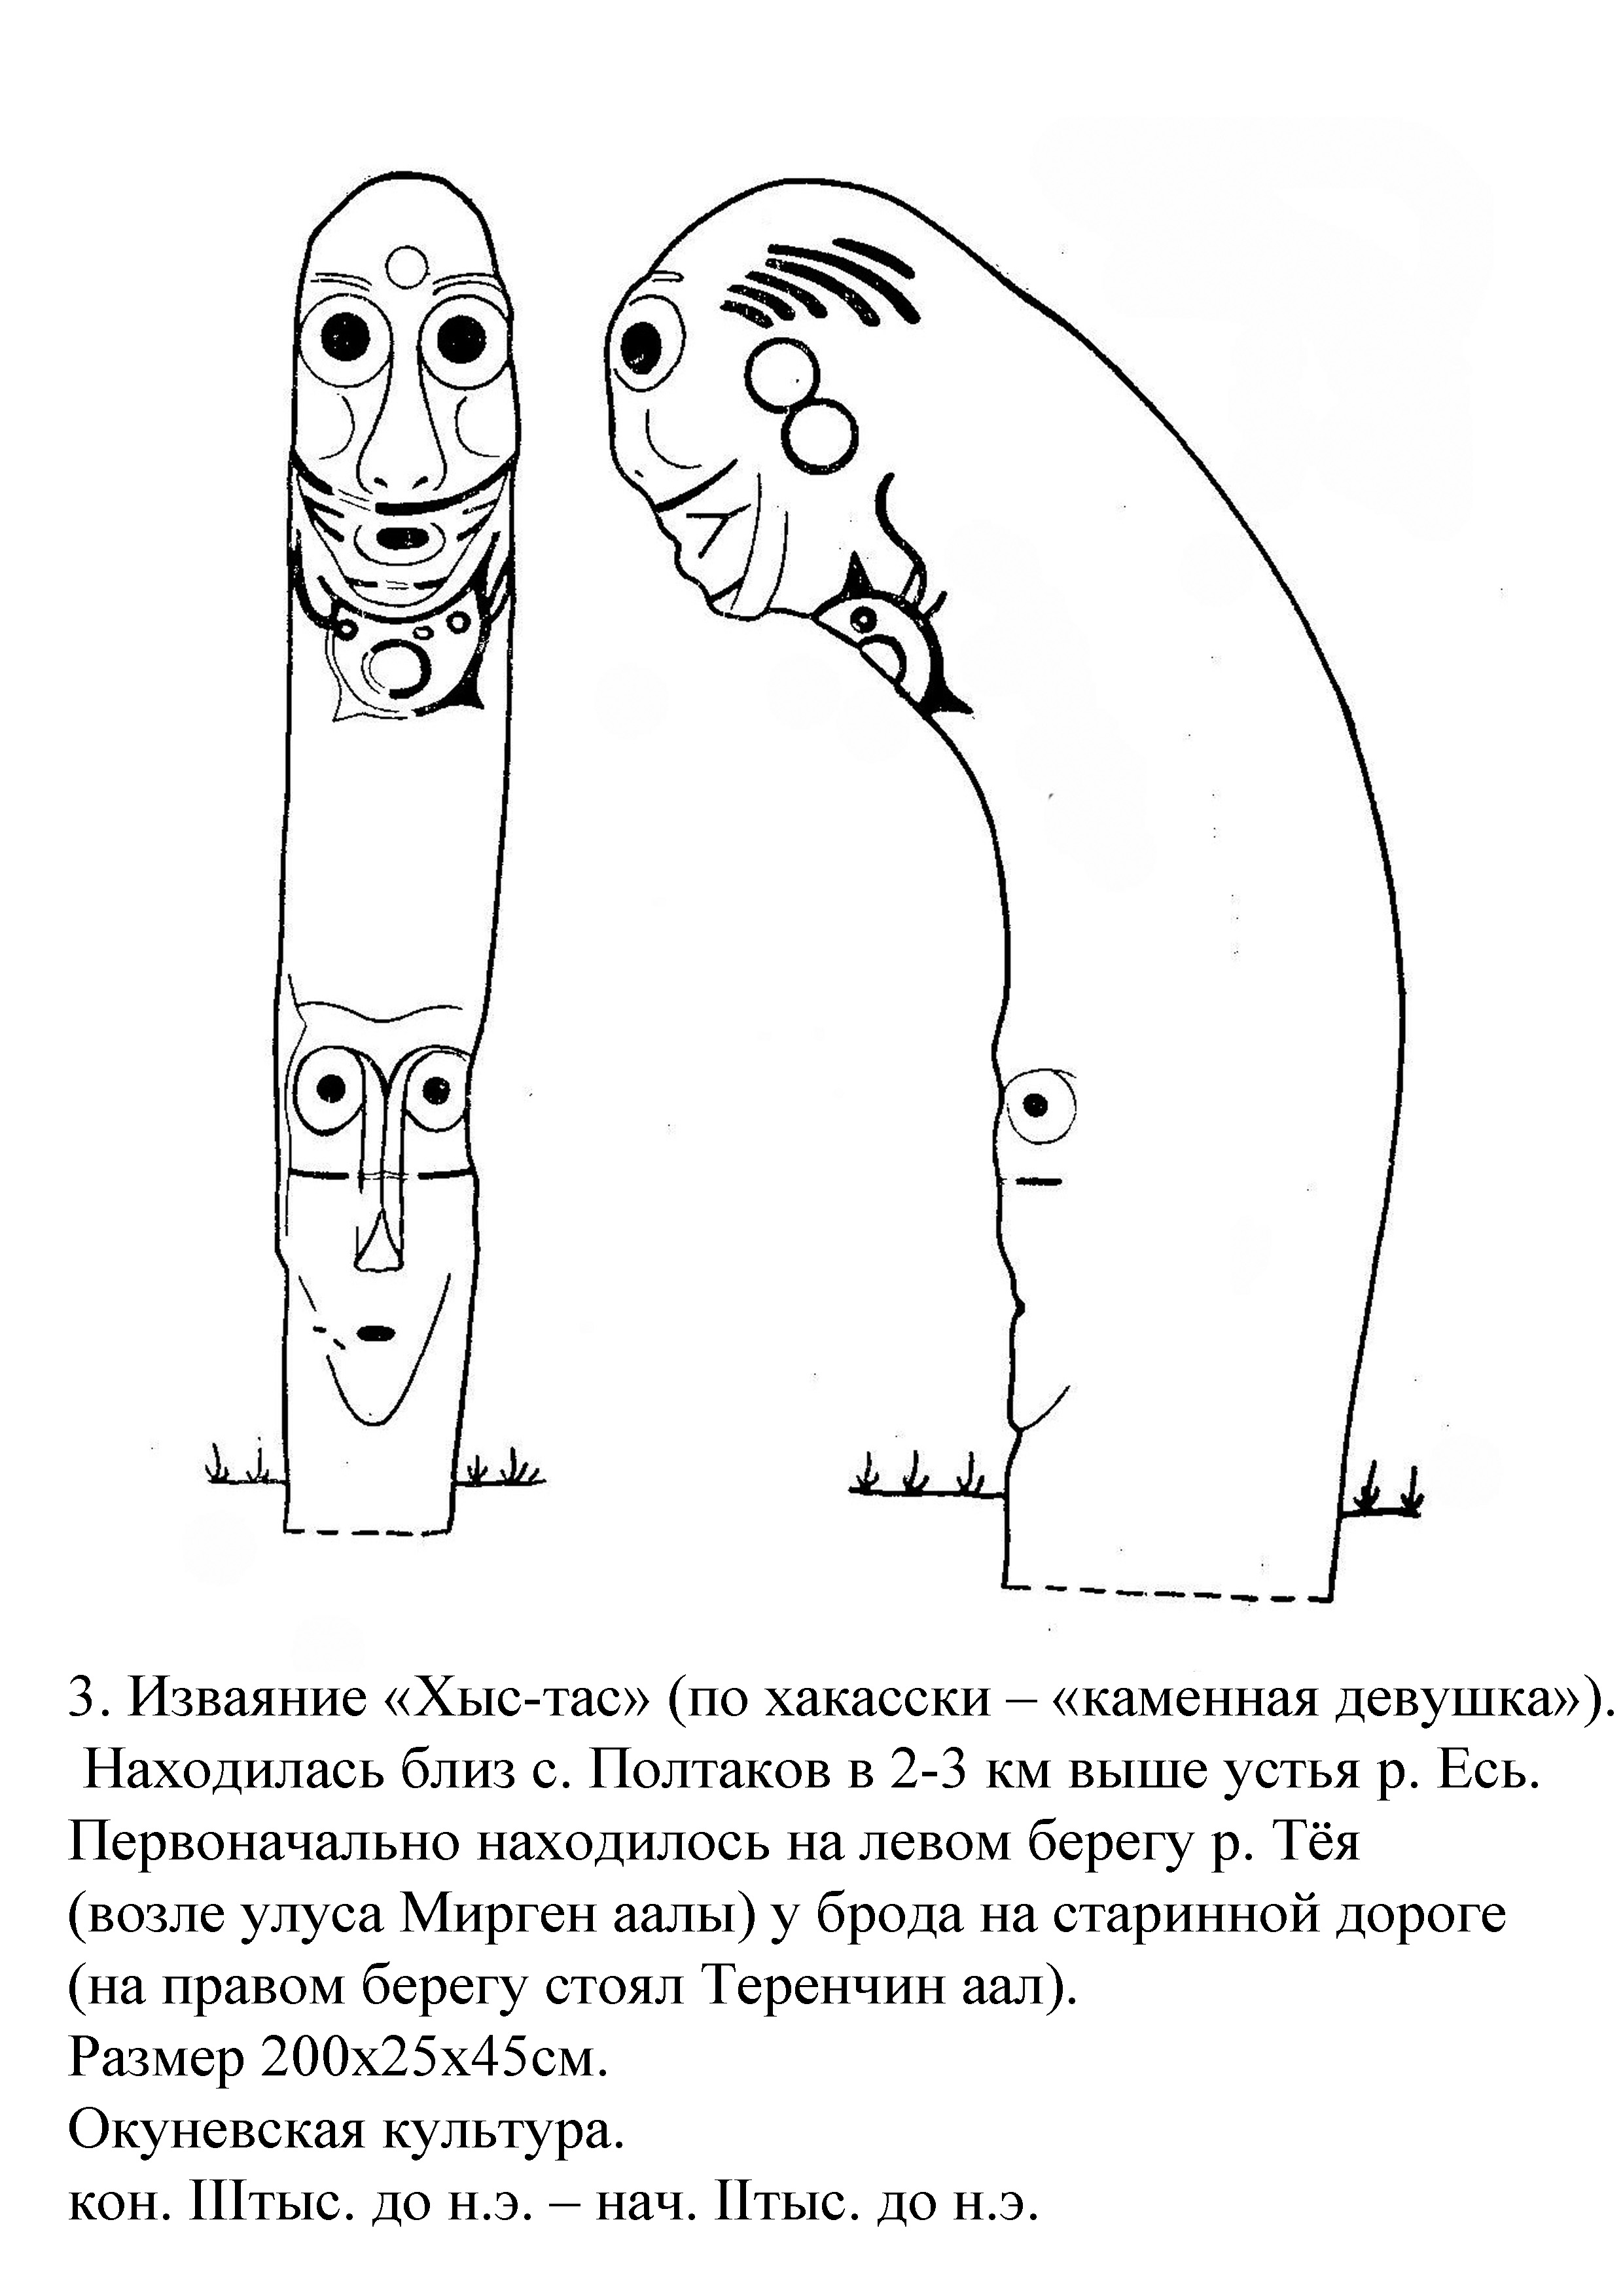 3. Изваяние «Хыс-тас» (по хакасски – «каменная девушка»).
Находилась близ с. Полтаков в 2-3 км выше устья р. Есь.
Первоначально находилось на левом берегу р. Тёя
(возле улуса Мирген аалы) у брода на старинной дороге
(на правом берегу стоял Теренчин аал).
Размер 200х25х45см.
Окуневская культура.
кон. IIIтыс. до н.э. – нач. IIтыс. до н.э.